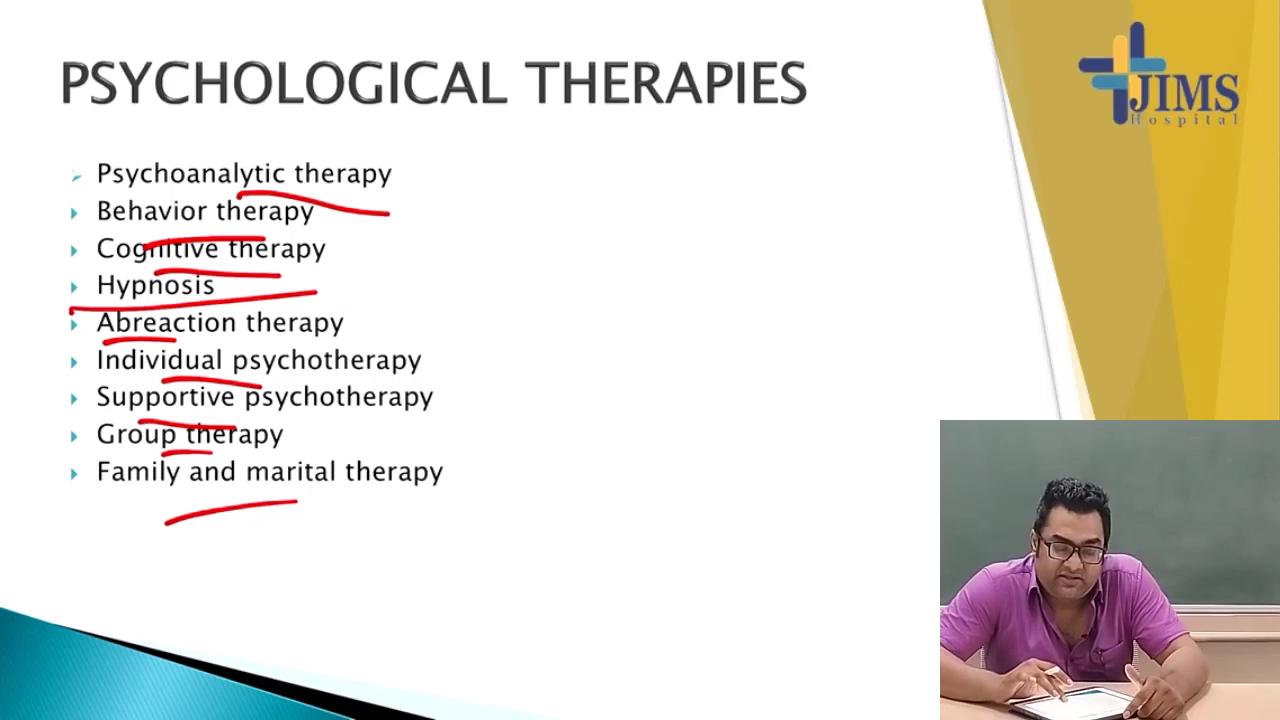 PSYCHOLOGICAL THERAPIES
JIMS
Hospital
Psychoanalytic therapy
Behavior therapy
Cognitive therapy
Hypnosis
Abreaction therapy
Individual psychotherapy
Supportive psychotherapy
Group therapy
Family and marital therapy